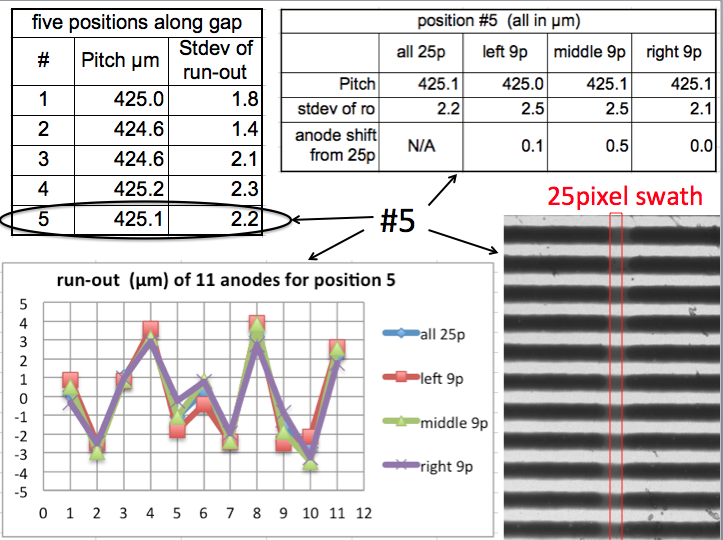 five positions along gap
# Pitch µm Stdev of run-out
1 425.0 1.8
2 424.6 1.4
3 424.6 2.1
4 425.2 2.3
5 425.1 2.2
position #5 (all in µm)
all 25p left 9p middle 9p right 9p
Pitch 425.1 425.0 425.1 425.1
stdev of ro 2.2 2.5 2.5 2.1
anode shift from 25p N/A 0.1 0.5 0.0
#5
25pixel swath
run-out (µm) of 11 anodes for position 5
5
4
3
2
1
0
-1
-2
-3
-4
-5
0 1 2 3 4 5 6 7 8 9 10 11 12
all 25p
left 9p
middle 9p
right 9p